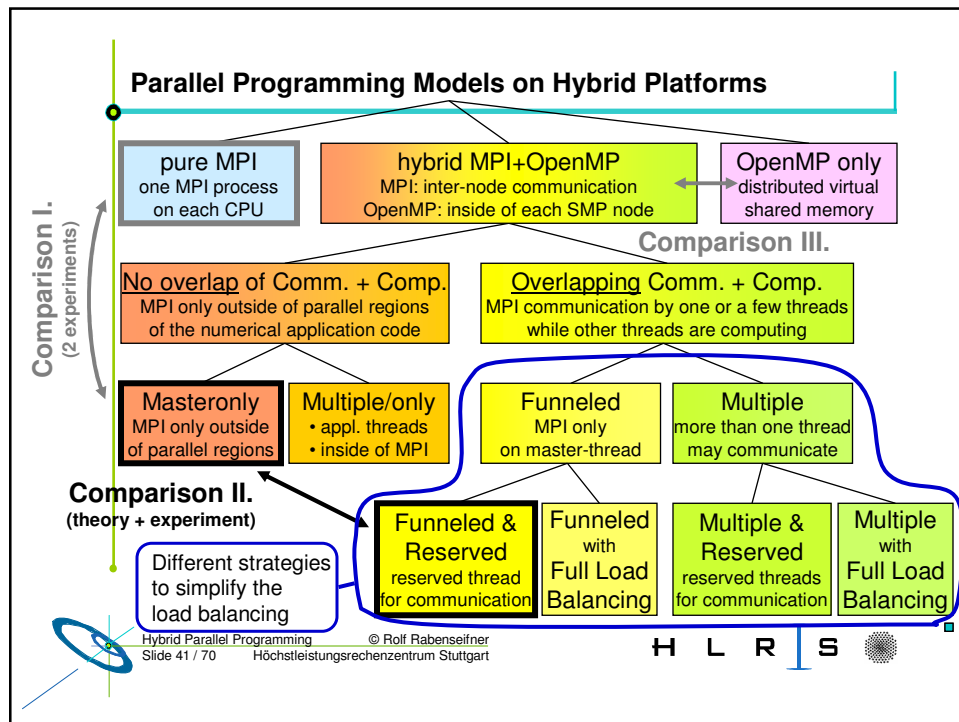 Parallel Programming Models on Hybrid Platforms
pure MPI
one MPI process
on each CPU
hybrid MPI+OpenMP
MPI: inter-node communication
OpenMP: inside of each SMP node
OpenMP only
distributed virtual
shared memory
Comparison I.
(2 experiments)
Comparison III.
No overlap of Comm. + Comp.
MPI only outside of parallel regions
of the numerical application code
Overlapping Comm. + Comp.
MPI communication by one or a few threads
while other threads are computing
Masteronly
MPI only outside
of parallel regions
Multiple/only
• appl. threads
• inside of MPI
Funneled
MPI only
on master-thread
Multiple
more than one thread
may communicate
Comparison II.
(theory + experiment)
Funneled &
Reserved
reserved thread
for communication
Funneled
with
Full Load
Balancing
Multiple &
Reserved
reserved threads
for communication
Multiple
with
Full Load
Balancing
Different strategies
to simplify the
load balancing
Hybrid Parallel Programming © Rolf Rabenseifner
Slide 41 / 70 Höchstleistungsrechenzentrum Stuttgart
H L R I S